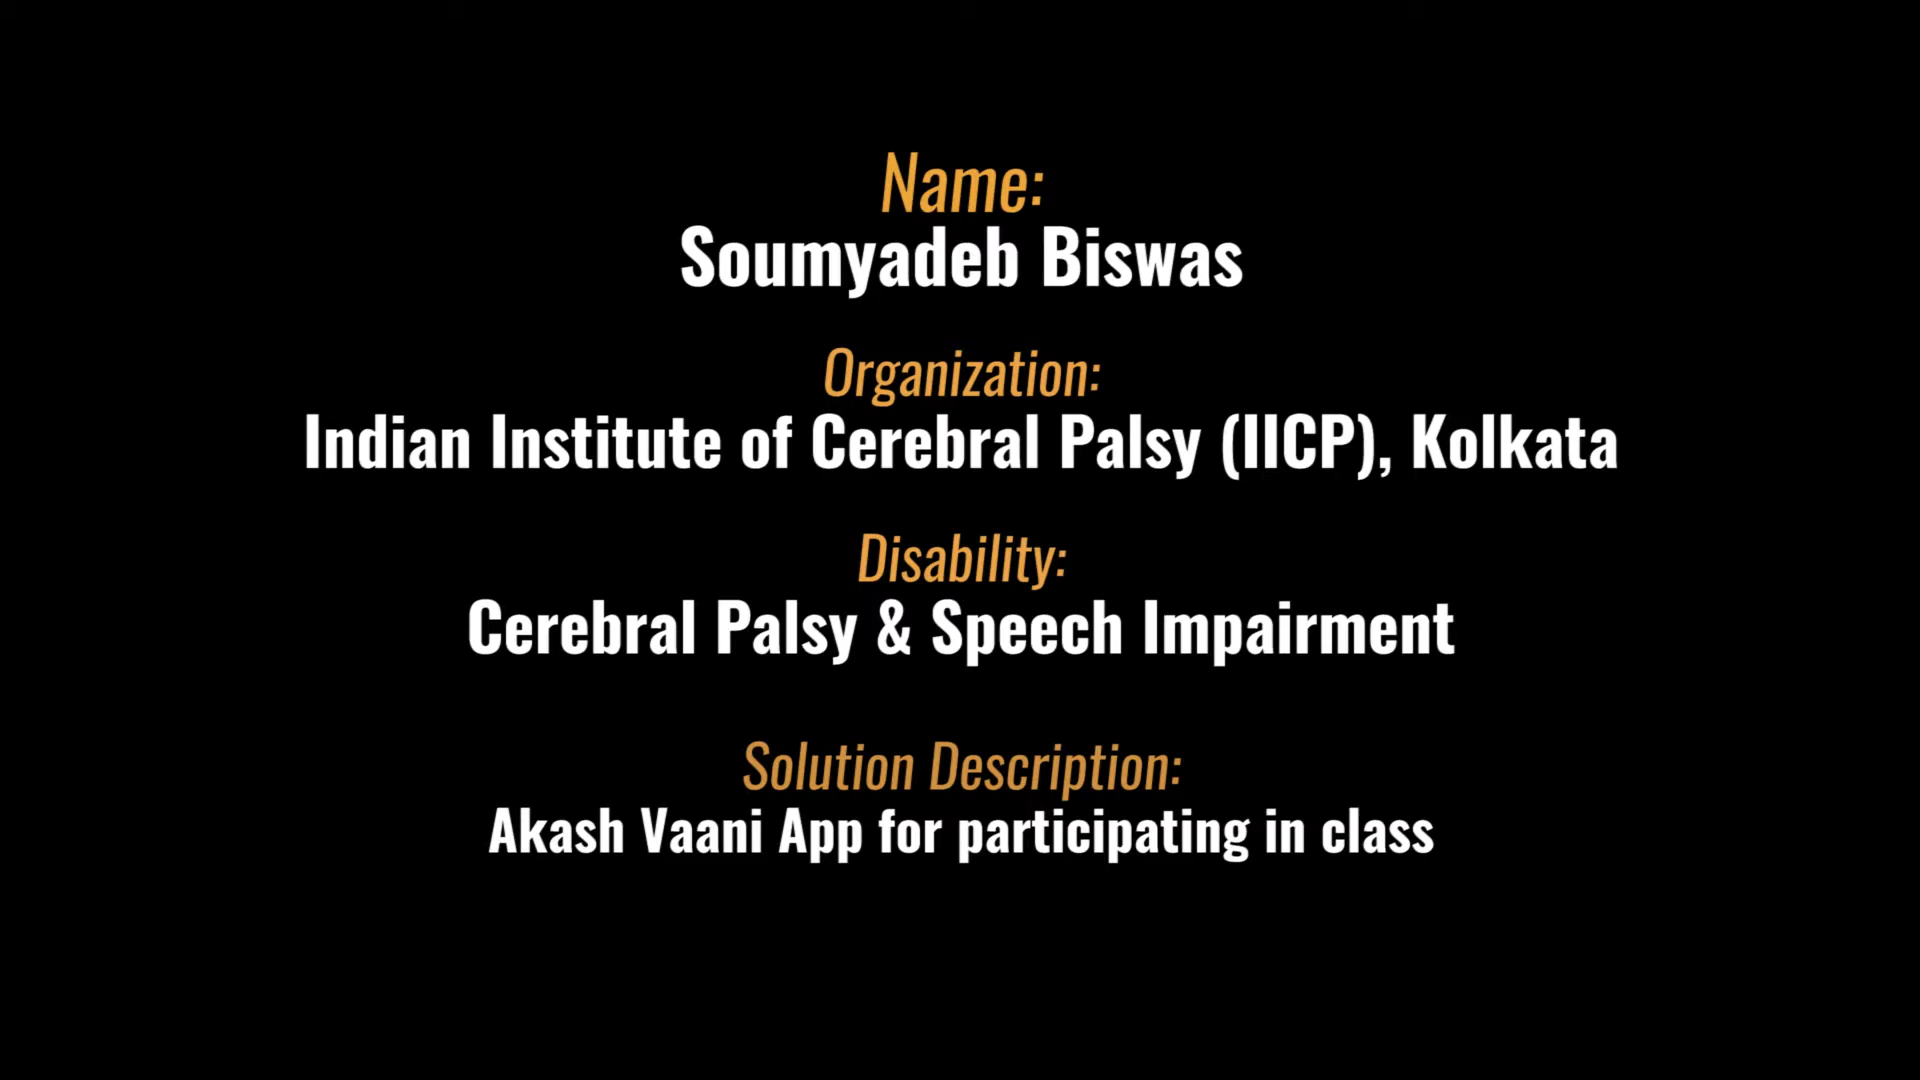 Name:
Soumyadeb Biswas
Organization:
Indian Institute of Cerebral Palsy (IICP), Kolkata
Disability:
Cerebral Palsy & Speech Impairment
Solution Description:
Akash Vaani App for participating in class